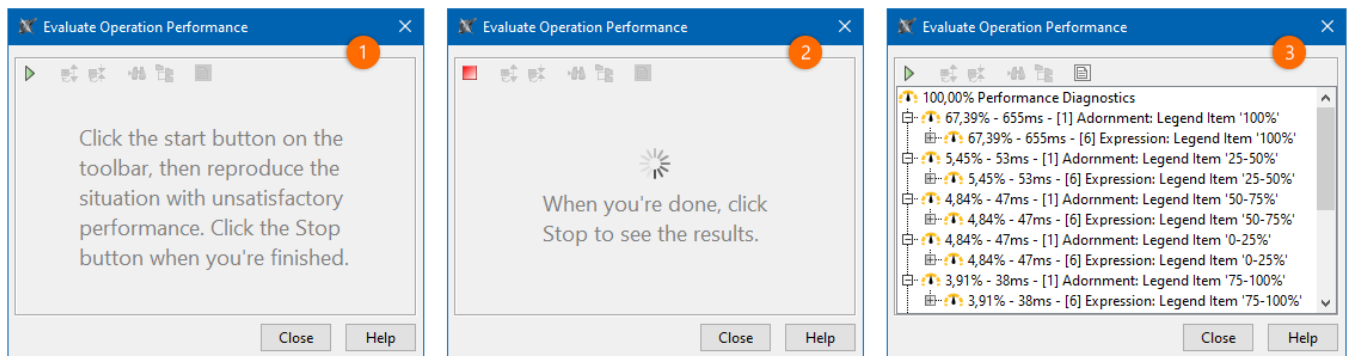 Evaluate Operation Performance
1
Click the start button on the
toolbar, then reproduce the
situation with unsatisfactory
performance. Click the Stop
button when you're finished.
Close
Help
Evaluate Operation Performance
2
When you're done, click
Stop to see the results.
Close
Help
Evaluate Operation Performance
3
100,00% Performance Diagnostics
67,39% - 655ms - [1] Adornment: Legend Item '100%'
67,39% - 655ms - [6] Expression: Legend Item '100%'
5,45% - 53ms - [1] Adornment: Legend Item '25-50%'
5,45% - 53ms - [6] Expression: Legend Item '25-50%'
4,84% - 47ms - [1] Adornment: Legend Item '50-75%'
4,84% - 47ms - [6] Expression: Legend Item '50-75%'
4,84% - 47ms - [1] Adornment: Legend Item '0-25%'
4,84% - 47ms - [6] Expression: Legend Item '0-25%'
3,91% - 38ms - [1] Adornment: Legend Item '75-100%'
3,91% - 38ms - [6] Expression: Legend Item '75-100%'
Close
Help